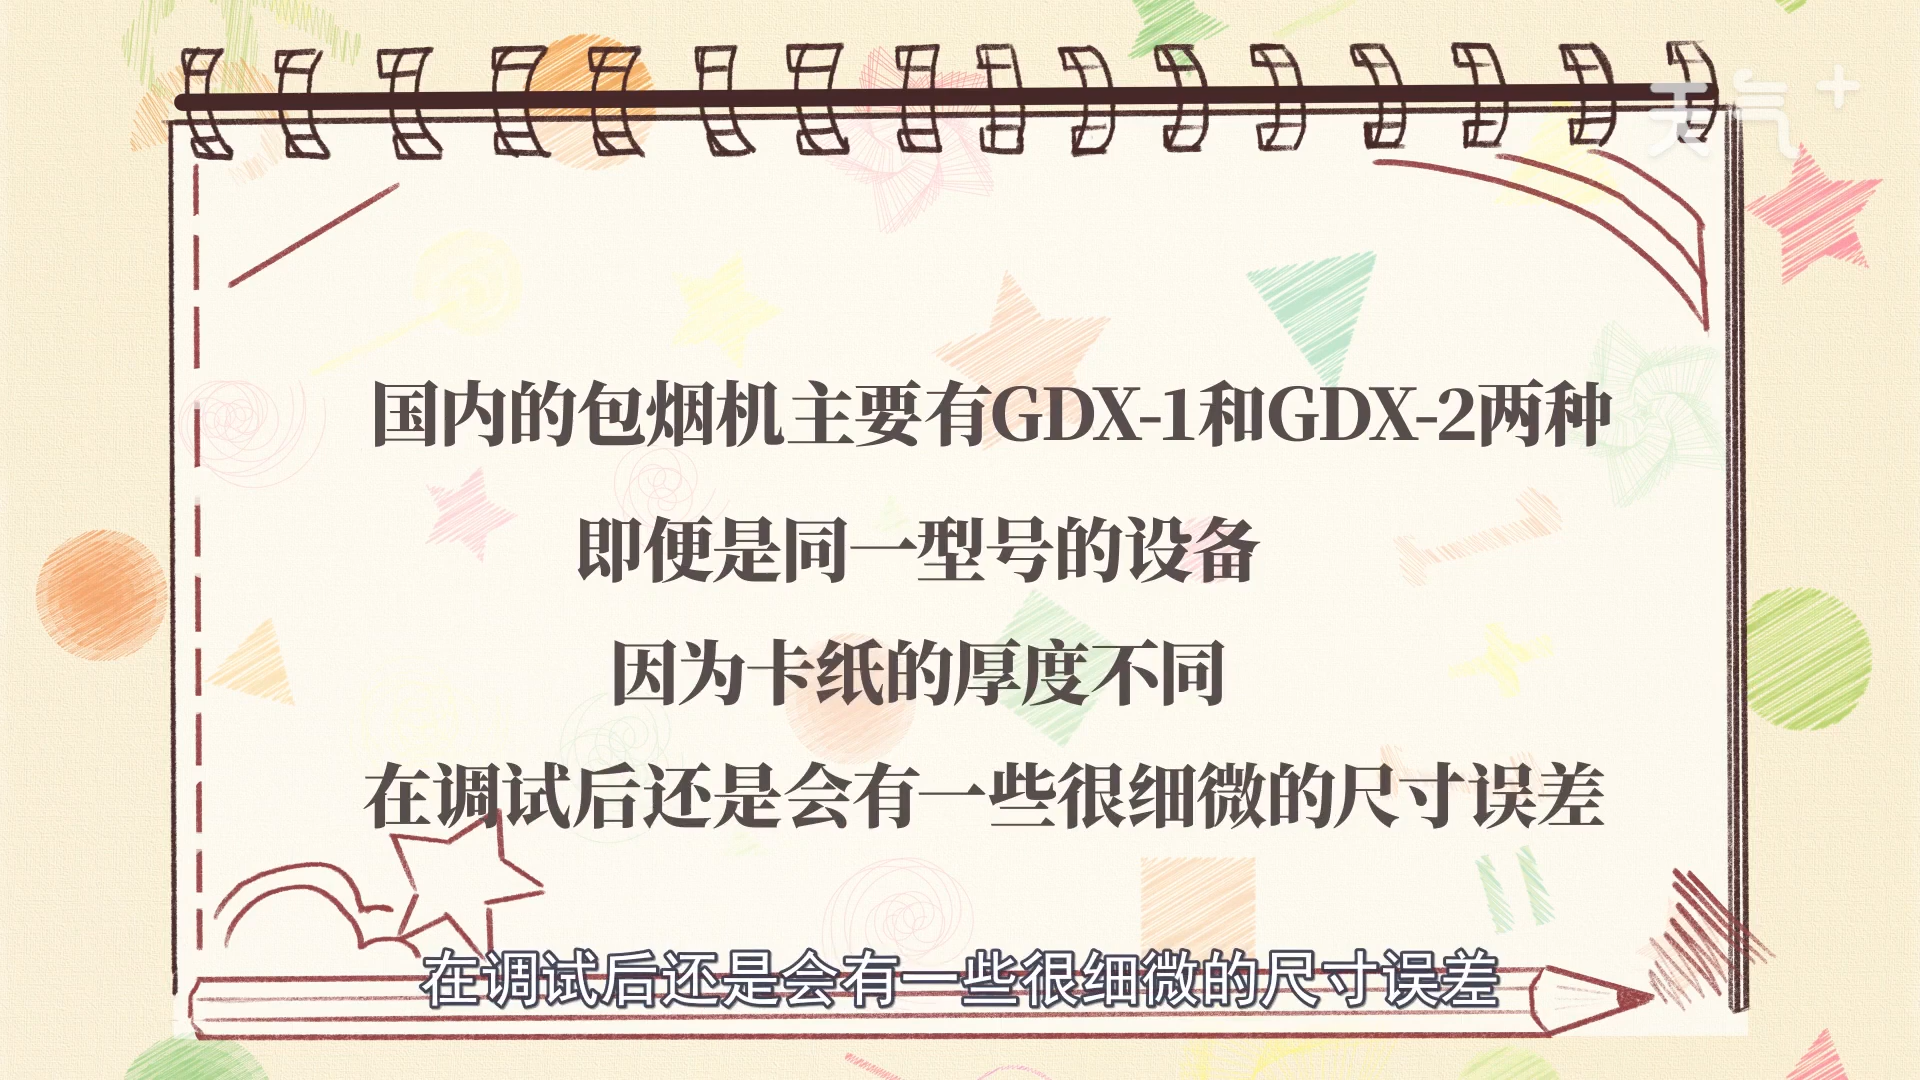 天气+
国内的包烟机主要有GDX-1和GDX-2两种
即便是同一型号的设备
因为卡纸的厚度不同
在调试后还是会有一些很细微的尺寸误差
在调试后还是会有一些很细微的尺寸误差